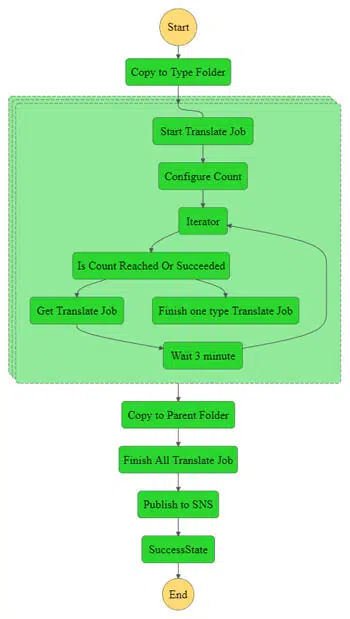 Start
Copy to Type Folder
Start Translate Job
Configure Count
Iterator
Is Count Reached Or Succeeded
Get Translate Job
Finish one type Translate Job
Wait 3 minute
Copy to Parent Folder
Finish All Translate Job
Publish to SNS
SuccessState
End